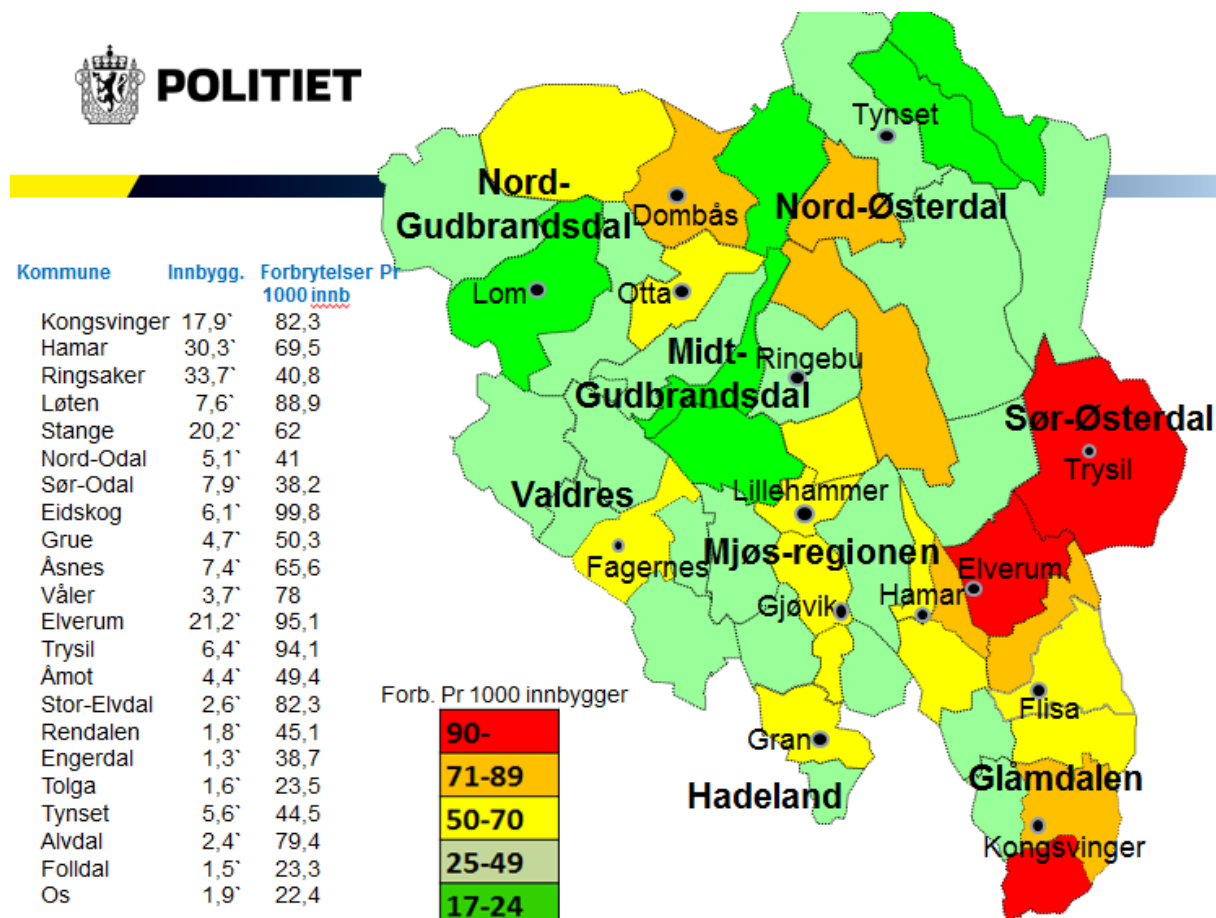 POLITIET
Kommune Innbygg. Forbrytelser Pr
1000 innb
Kongsvinger 17,9` 82,3
Hamar 30,3` 69,5
Ringsaker 33,7` 40,8
Løten 7,6` 88,9
Stange 20,2` 62
Nord-Odal 5,1` 41
Sør-Odal 7,9` 38,2
Eidskog 6,1` 99,8
Grue 4,7` 50,3
Åsnes 7,4` 65,6
Våler 3,7` 78
Elverum 21,2` 95,1
Trysil 6,4` 94,1
Åmot 4,4` 49,4
Stor-Elvdal 2,6` 82,3
Rendalen 1,8` 45,1
Engerdal 1,3` 38,7
Tolga 1,6` 23,5
Tynset 5,6` 44,5
Alvdal 2,4` 79,4
Folldal 1,5` 23,3
Os 1,9` 22,4
Tynset
Nord-
Gudbrandsdal
Dombås
Nord-Østerdal
Lom
Otta
Midt-
Gudbrandsdal
Ringebu
Sør-Østerdal
Trysil
Valdres
Lillehammer
Fagernes
Mjøs-regionen
Elverum
Gjøvik
Hamar
Flisa
Gran
Hadeland
Glåmdalen
Kongsvinger
Forb. Pr 1000 innbygger
90-
71-89
50-70
25-49
17-24